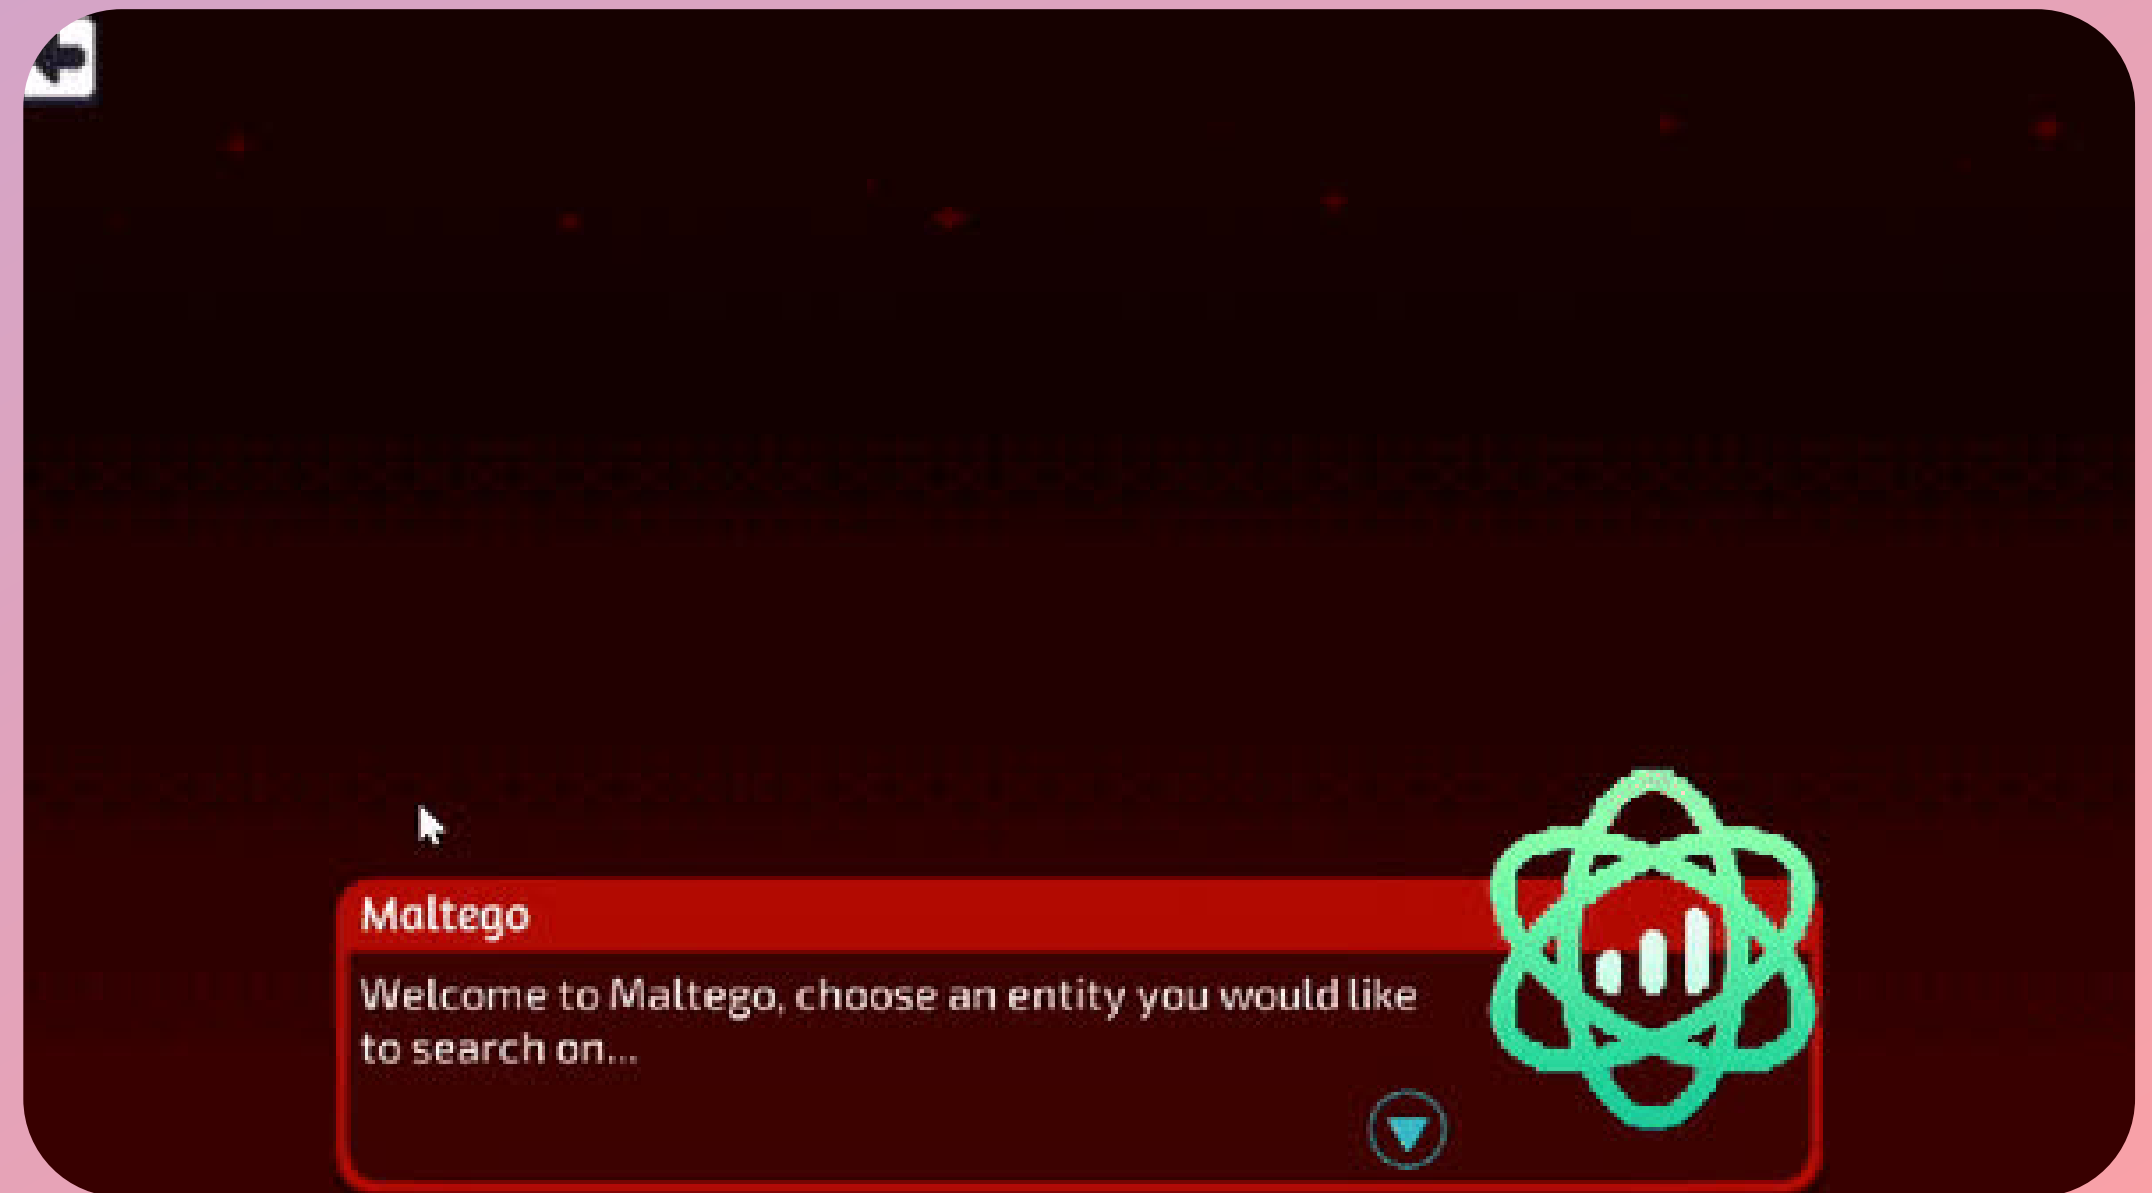 Maltego
Welcome to Maltego, choose an entity you would like
to search on...